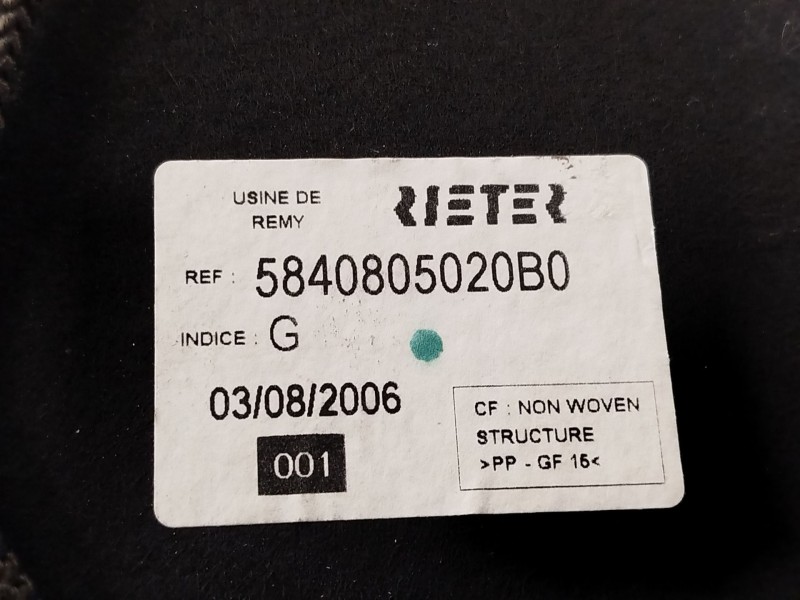 USINE DE
REMY
RIETER
REF : 5840805020B0
INDICE : G
03/08/2006
001
CF : NON WOVEN
STRUCTURE
>PP - GF 15<